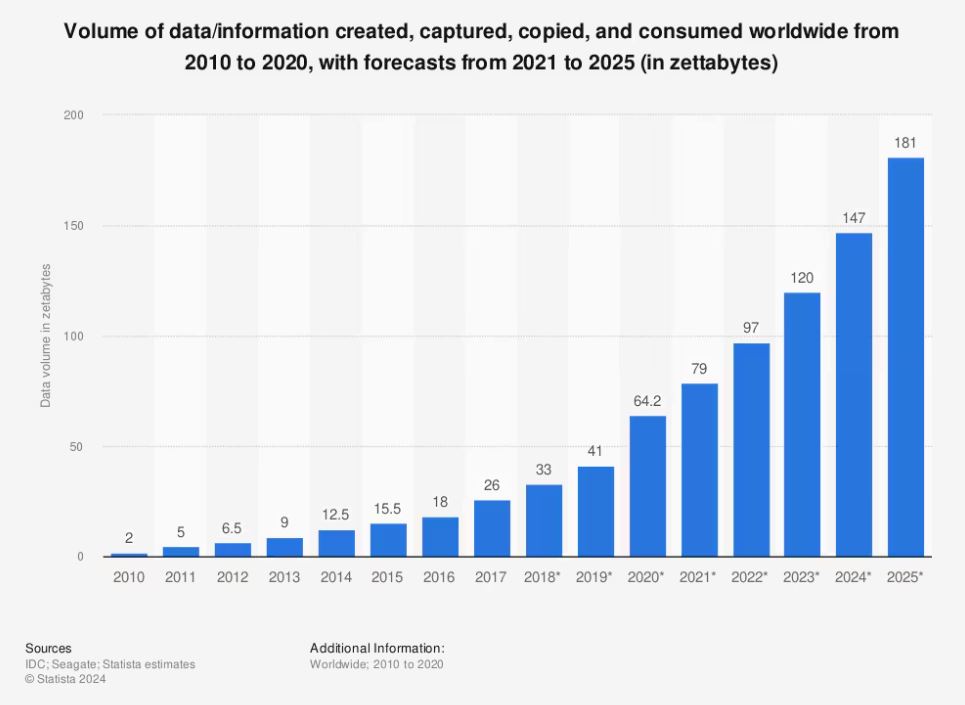 Volume of data/information created, captured, copied, and consumed worldwide from
2010 to 2020, with forecasts from 2021 to 2025 (in zettabytes)
Data volume in zetabytes
200
150
100
50
0
2
5
6.5
9
12.5
15.5
18
26
33
41
64.2
79
97
120
147
181
2010 2011 2012 2013 2014 2015 2016 2017 2018* 2019* 2020* 2021* 2022* 2023* 2024* 2025*
Sources
IDC; Seagate; Statista estimates
© Statista 2024
Additional Information:
Worldwide; 2010 to 2020